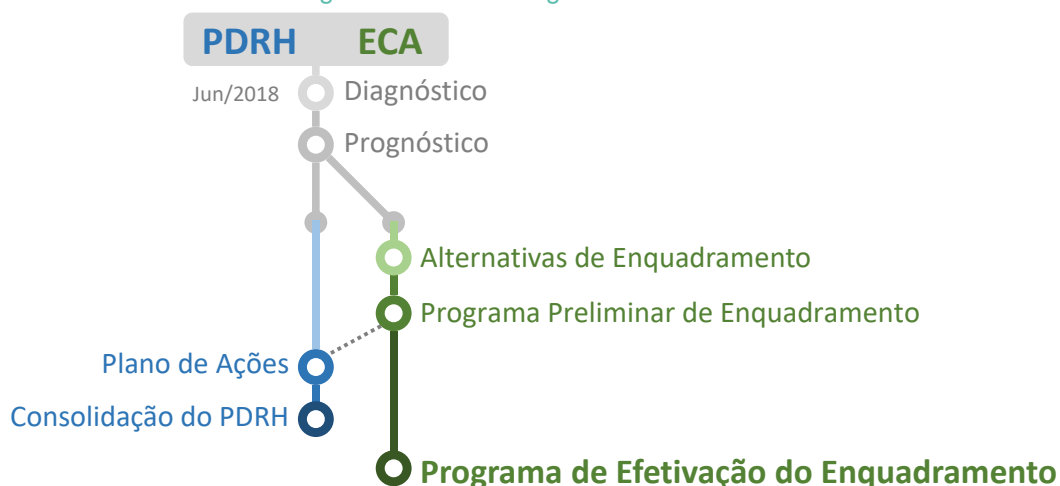 PDRH ECA
Jun/2018 Diagnóstico
Prognóstico
Alternativas de Enquadramento
Programa Preliminar de Enquadramento
Plano de Ações
Consolidação do PDRH
Programa de Efetivação do Enquadramento